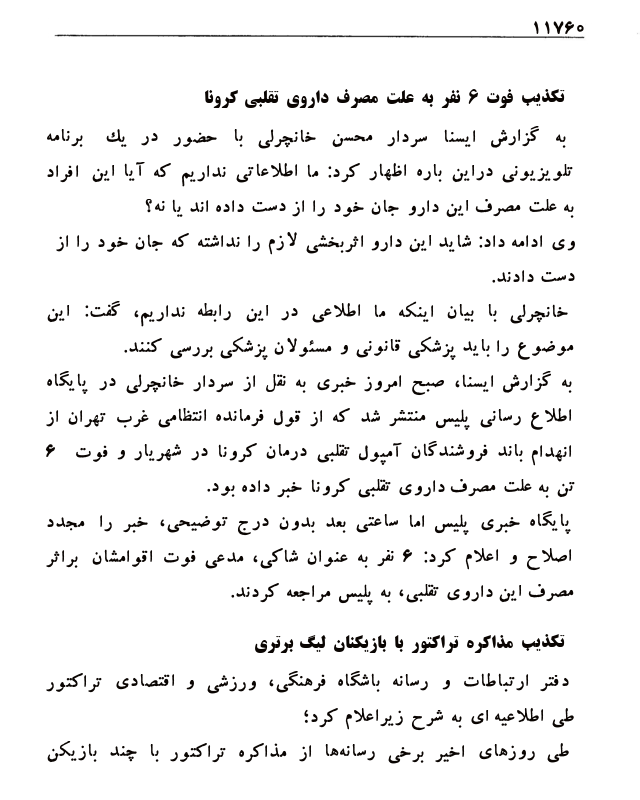 ۱۱۷۶۰
تکذیب فوت ۶ نفر به علت مصرف داروی تقلبی کرونا
به گزارش ایسنا سردار محسن خانچرلی با حضور در یك برنامه
تلویزیونی دراین باره اظهار کرد: ما اطلاعاتی نداریم که آیا این افراد
به علت مصرف این دارو جان خود را از دست داده اند یا نه؟
وی ادامه داد: شاید این دارو اثربخشی لازم را نداشته که جان خود را از
دست دادند.
خانچرلی با بیان اینکه ما اطلاعی در این رابطه نداریم، گفت: این
موضوع را باید پزشکی قانونی و مسئولان پزشکی بررسی کنند.
به گزارش ایسنا، صبح امروز خبری به نقل از سردار خانچرلی در پایگاه
اطلاع رسانی پلیس منتشر شد که از قول فرمانده انتظامی غرب تهران از
انهدام باند فروشندگان آمپول تقلبی درمان کرونا در شهریار و فوت ۶
تن به علت مصرف داروی تقلبی کرونا خبر داده بود.
پایگاه خبری پلیس اما ساعتی بعد بدون درج توضیحی، خبر را مجدد
اصلاح و اعلام کرد: ۶ نفر به عنوان شاکی، مدعی فوت اقوامشان براثر
مصرف این داروی تقلبی، به پلیس مراجعه کردند.
تکذیب مذاکره تراکتور با بازیکنان لیگ برتری
دفتر ارتباطات و رسانه باشگاه فرهنگی، ورزشی و اقتصادی تراکتور
طی اطلاعیه ای به شرح زیراعلام کرد؛
طی روزهای اخیر برخی رسانه‌ها از مذاکره تراکتور با چند بازیکن